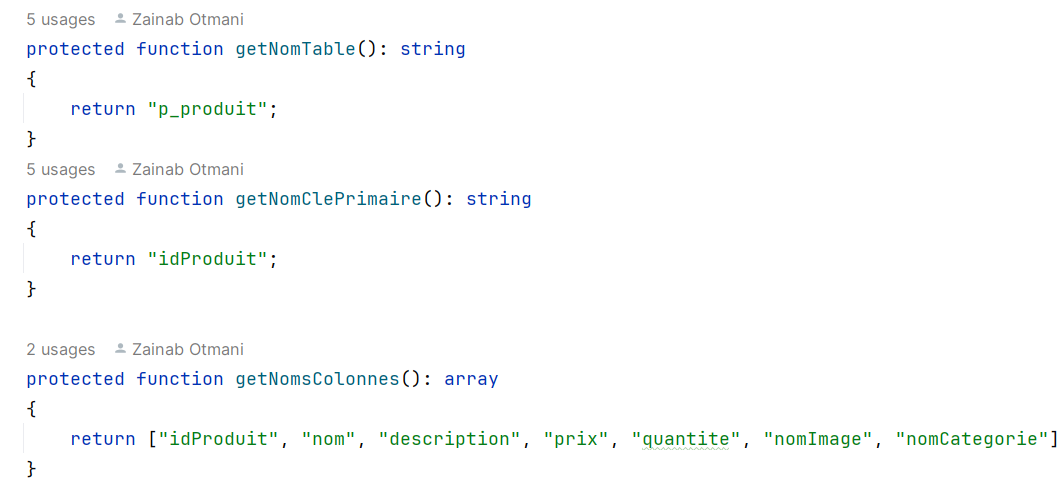 5 usages Zainab Otmani
protected function getNomTable(): string
{
    return "p_produit";
}
5 usages Zainab Otmani
protected function getNomClePrimaire(): string
{
    return "idProduit";
}
2 usages Zainab Otmani
protected function getNomsColonnes(): array
{
    return ["idProduit", "nom", "description", "prix", "quantite", "nomImage", "nomCategorie"]
}